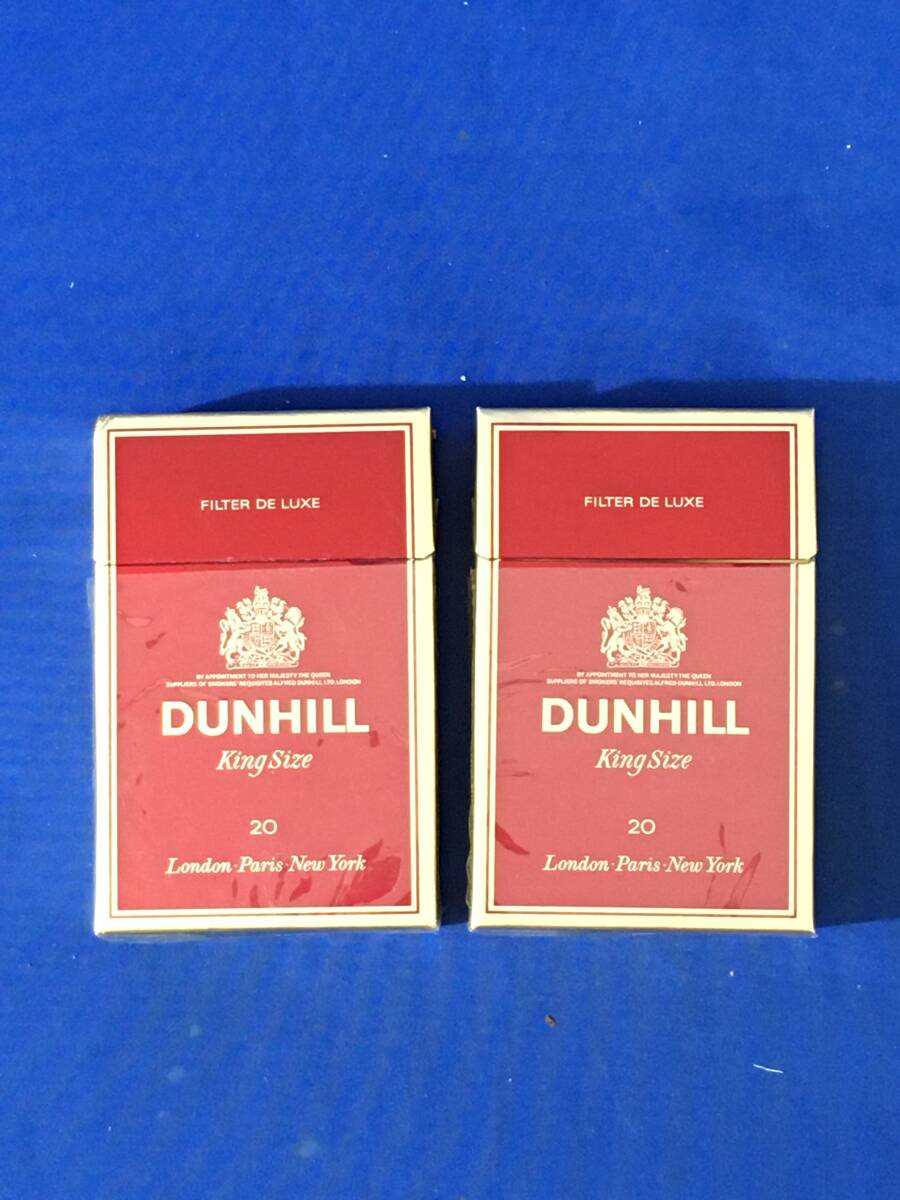 FILTER DE LUXE
BY APPOINTMENT TO HER MAJESTY THE QUEEN
SUPPLIERS OF SMOKERS' REQUISITES ALFRED DUNHILL LTD. LONDON
DUNHILL
King Size
20
London·Paris·New York
FILTER DE LUXE
BY APPOINTMENT TO HER MAJESTY THE QUEEN
SUPPLIERS OF SMOKERS' REQUISITES ALFRED DUNHILL LTD. LONDON
DUNHILL
King Size
20
London·Paris·New York